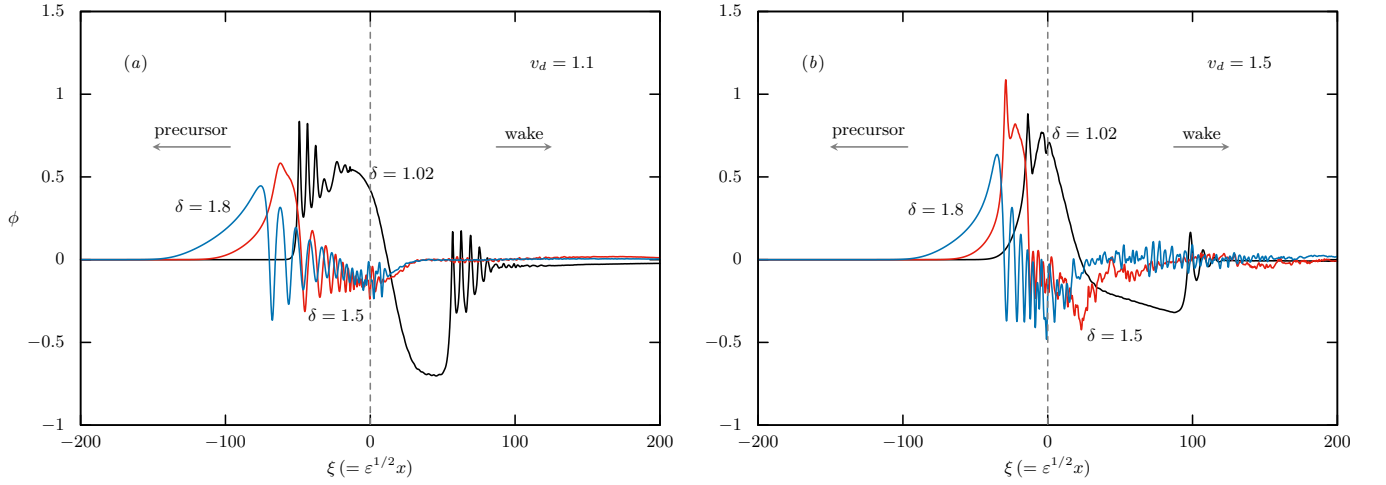 1.5
1
0.5
0
−0.5
−1
ϕ
(a)
v_d = 1.1
precursor
wake
δ = 1.02
δ = 1.8
δ = 1.5
−200
−100
0
100
200
ξ (= ε^{1/2}x)
1.5
1
0.5
0
−0.5
−1
(b)
v_d = 1.5
precursor
wake
δ = 1.02
δ = 1.8
δ = 1.5
−200
−100
0
100
200
ξ (= ε^{1/2}x)